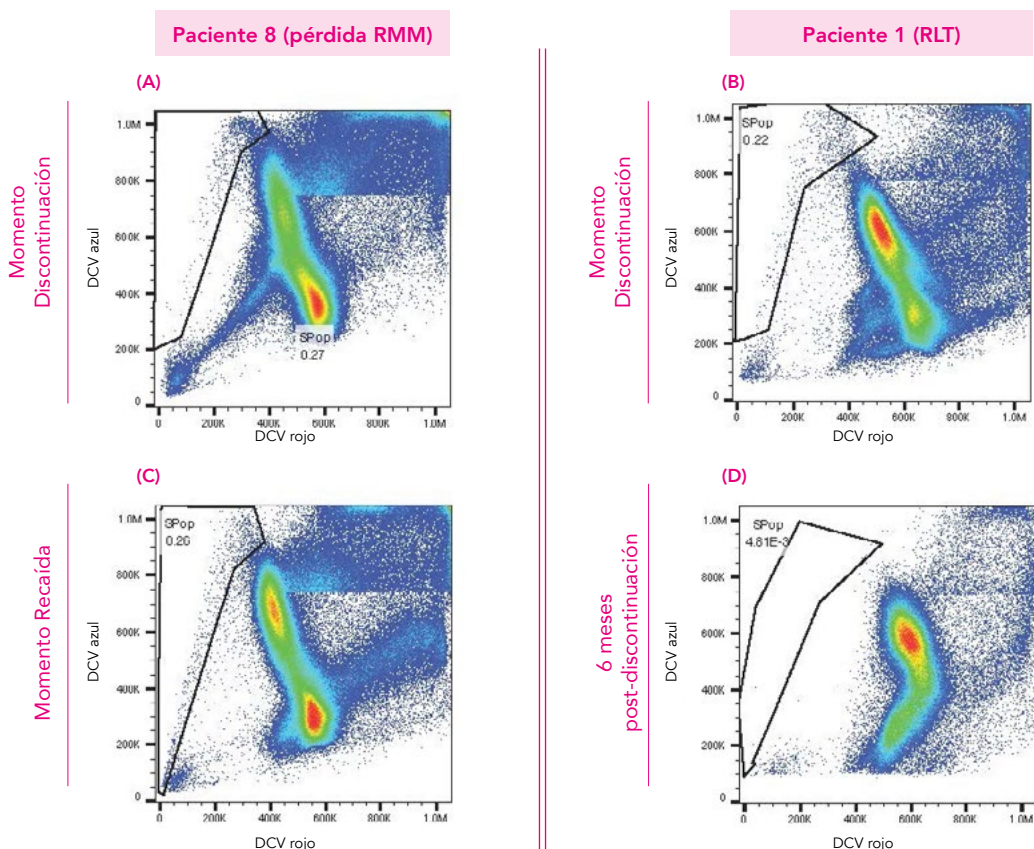 Paciente 8 (pérdida RMM)
Paciente 1 (RLT)
(A)
Momento
Discontinuación
DCV azul
1.0M
800K
600K
400K
200K
0
SPop
0.27
0
200K
400K
600K
800K
1.0M
DCV rojo
(B)
Momento
Discontinuación
DCV azul
1.0M
800K
600K
400K
200K
0
SPop
0.22
0
200K
400K
600K
800K
1.0M
DCV rojo
(C)
Momento Recaída
DCV azul
1.0M
800K
600K
400K
200K
0
SPop
0.26
0
200K
400K
600K
800K
1.0M
DCV rojo
(D)
6 meses
post-discontinuación
DCV azul
1.0M
800K
600K
400K
200K
0
SPop
4.81E-3
0
200K
400K
600K
800K
1.0M
DCV rojo